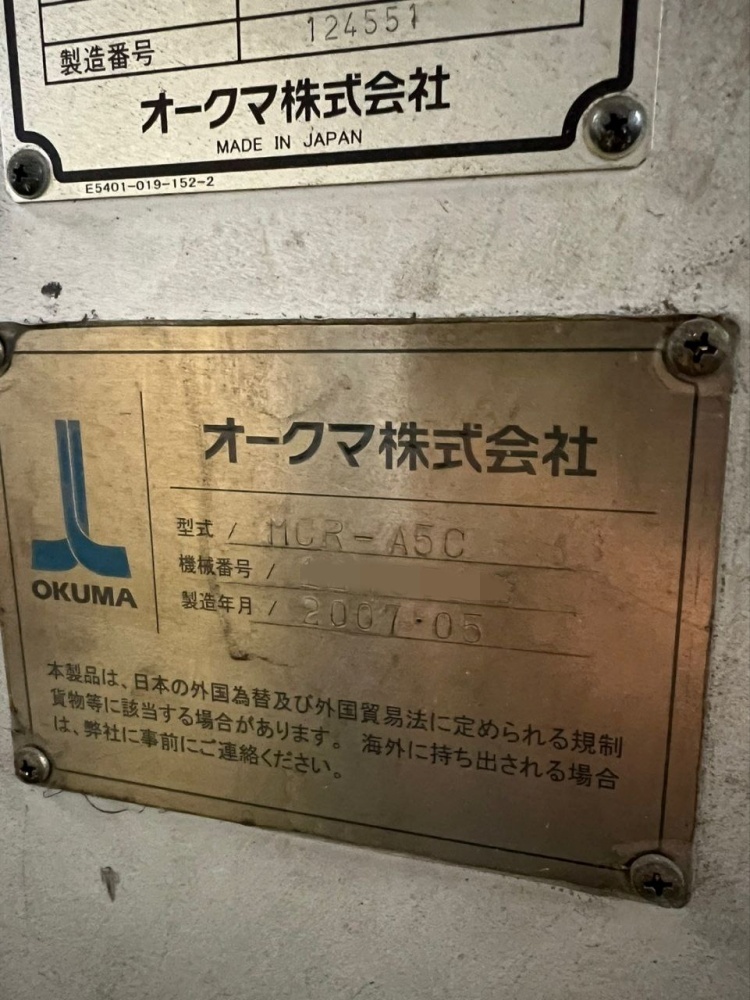 製造番号 124551
オークマ株式会社
MADE IN JAPAN
E5401-019-152-2
オークマ株式会社
型式 / MCR-A5C
機械番号 /
製造年月 / 2007・05
OKUMA
本製品は、日本の外国為替及び外国貿易法に定められる規制
貨物等に該当する場合があります。 海外に持ち出される場合
は、弊社に事前にご連絡ください。